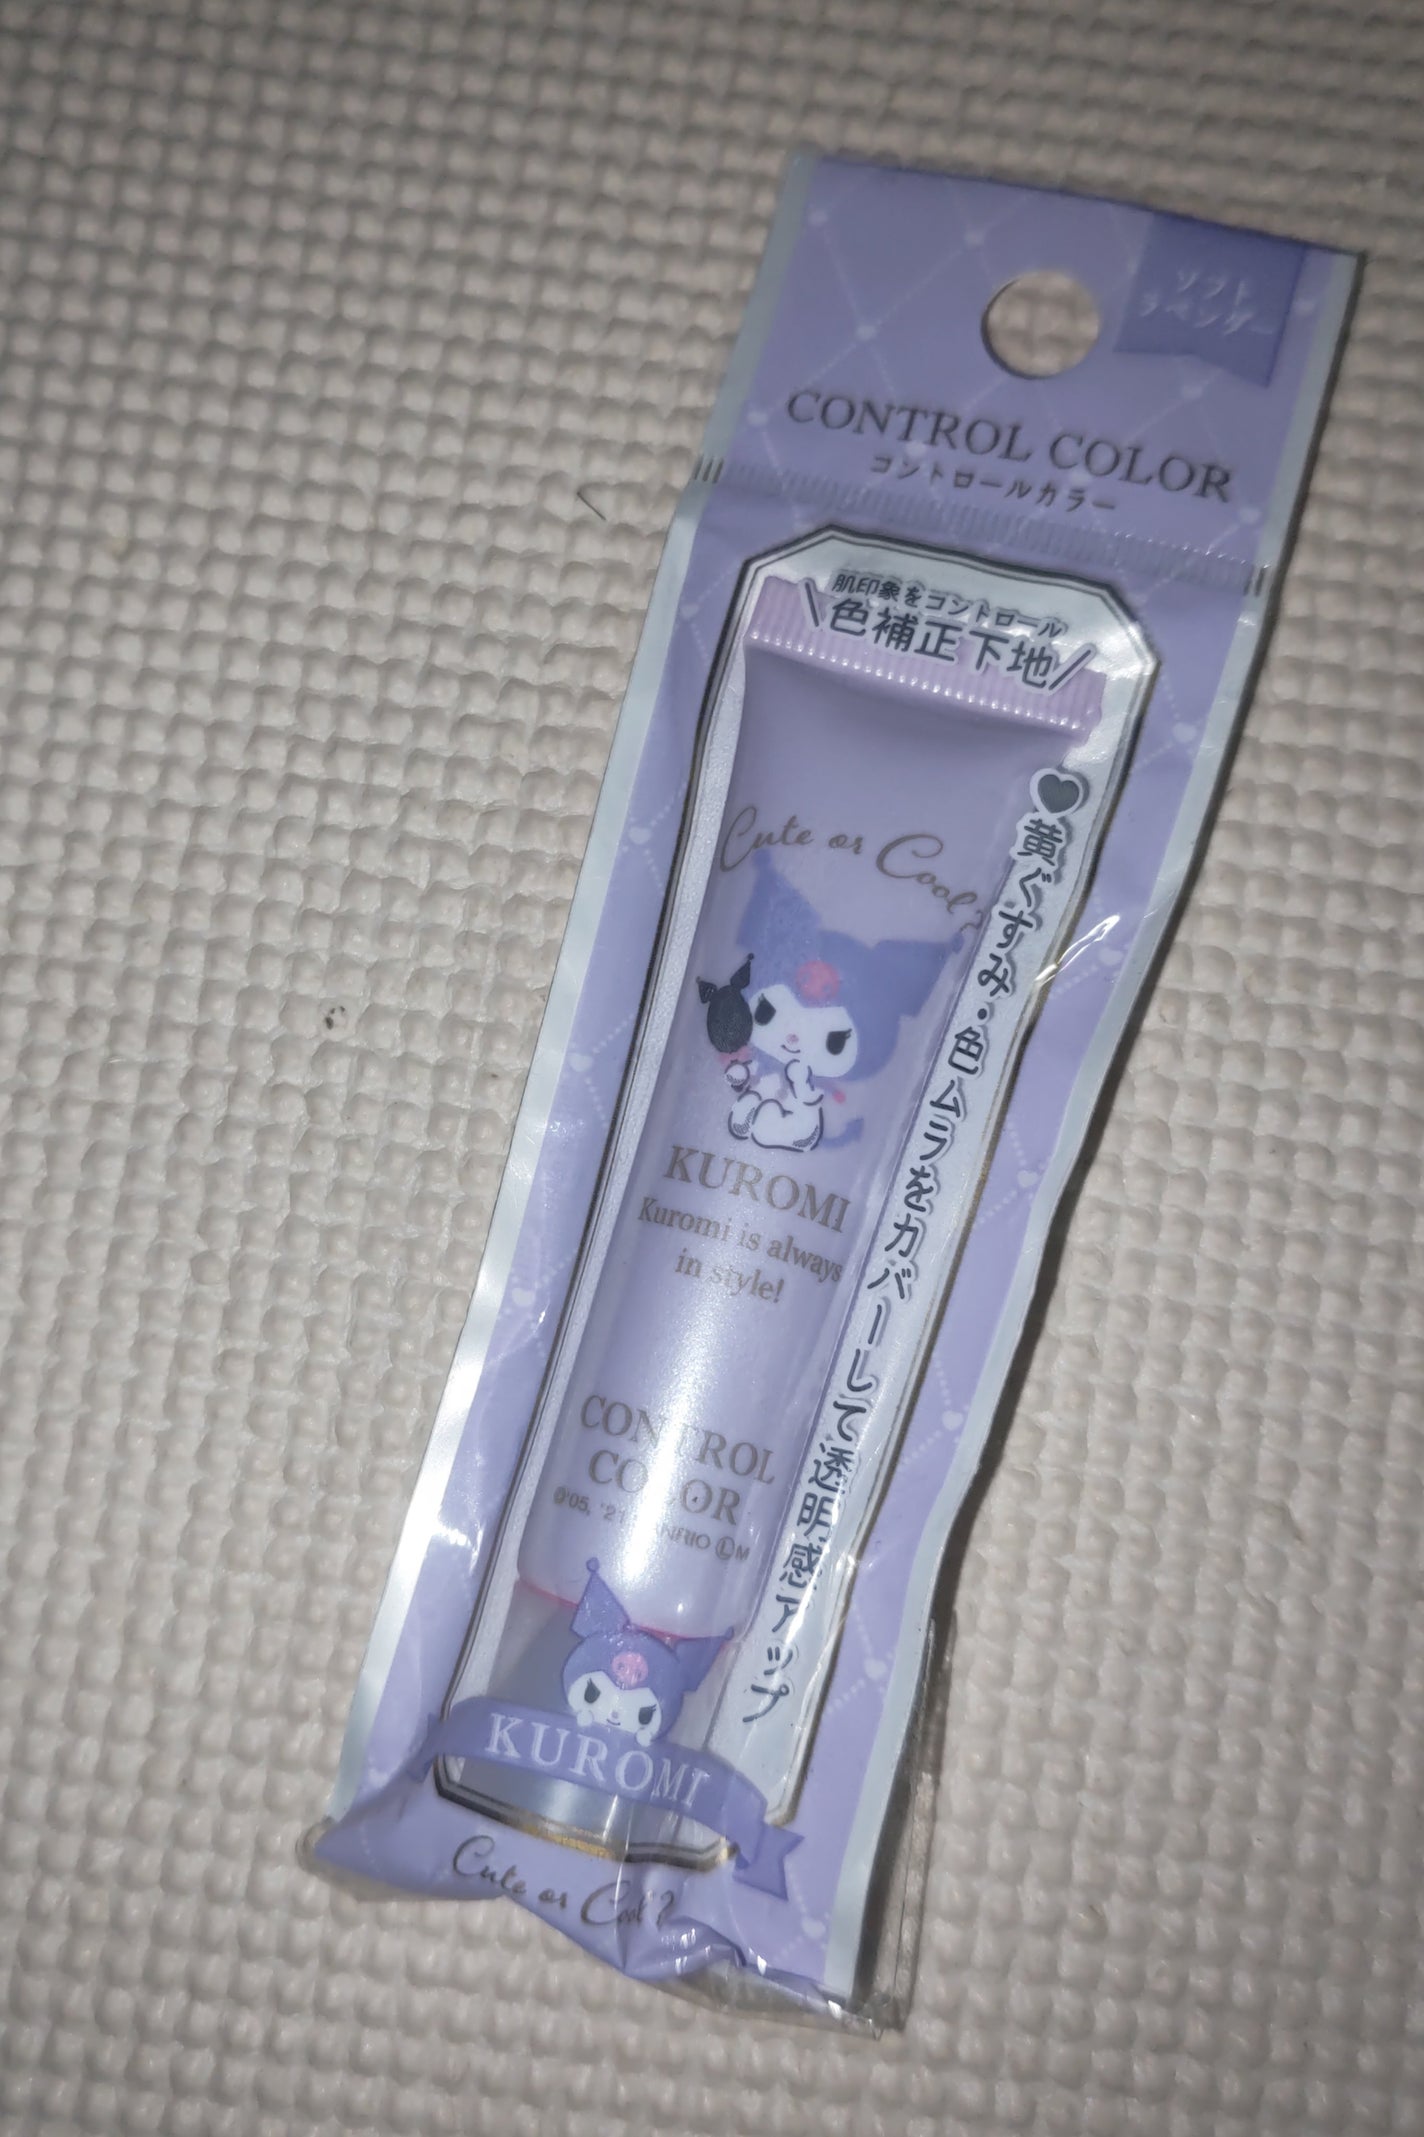 ソフト
ラベンダー
CONTROL COLOR
コントロールカラー
肌印象をコントロール
色補正下地
♥黄ぐすみ・色ムラをカバーして透明感アップ
Cute or Cool?
KUROMI
Kuromi is always
in style!
CONTROL
COLOR
©'05, '21 SANRIO Ⓛ M
KUROMI
Cute or Cool?